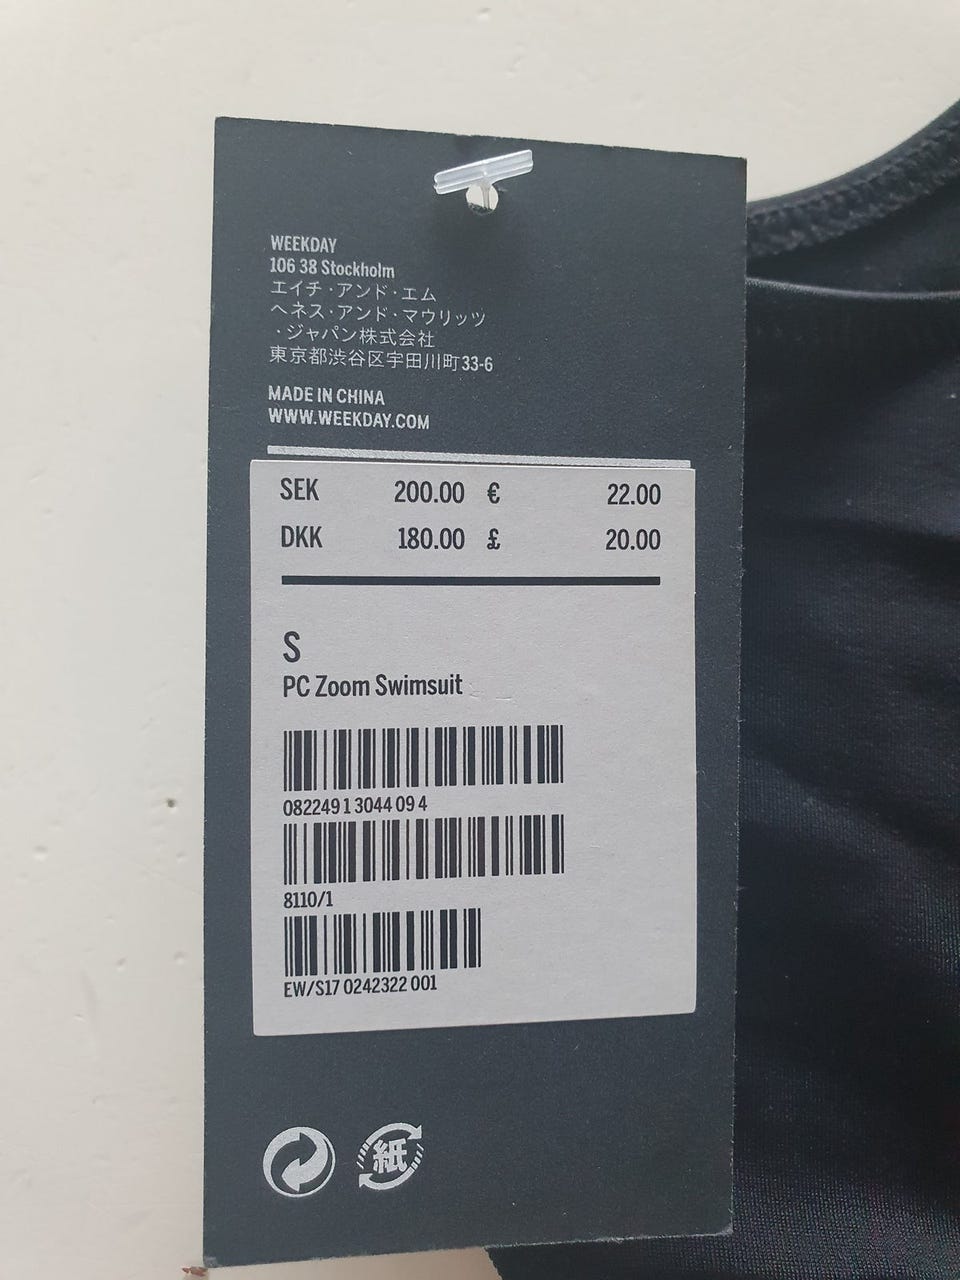 WEEKDAY
106 38 Stockholm
エイチ・アンド・エム
ヘネス・アンド・マウリッツ
・ジャパン株式会社
東京都渋谷区宇田川町33-6
MADE IN CHINA
WWW.WEEKDAY.COM
SEK 200.00 € 22.00
DKK 180.00 £ 20.00
S
PC Zoom Swimsuit
0822491 3044 09 4
8110/1
EW/S17 0242322 001
紙